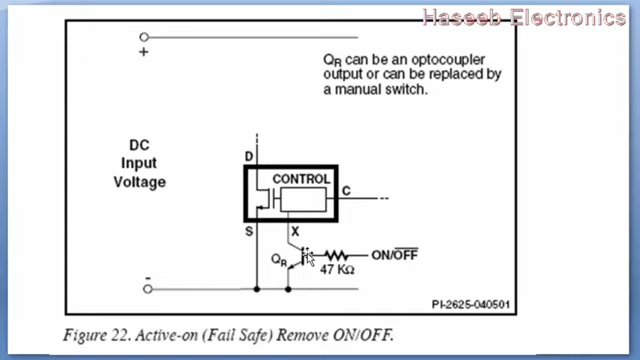 Haseeb Electronics
+
QR can be an optocoupler
output or can be replaced by
a manual switch.
DC
Input
Voltage
D
CONTROL
C
S
X
QR
47 KΩ
ON/OFF
-
PI-2625-040501
Figure 22. Active-on (Fail Safe) Remove ON/OFF.